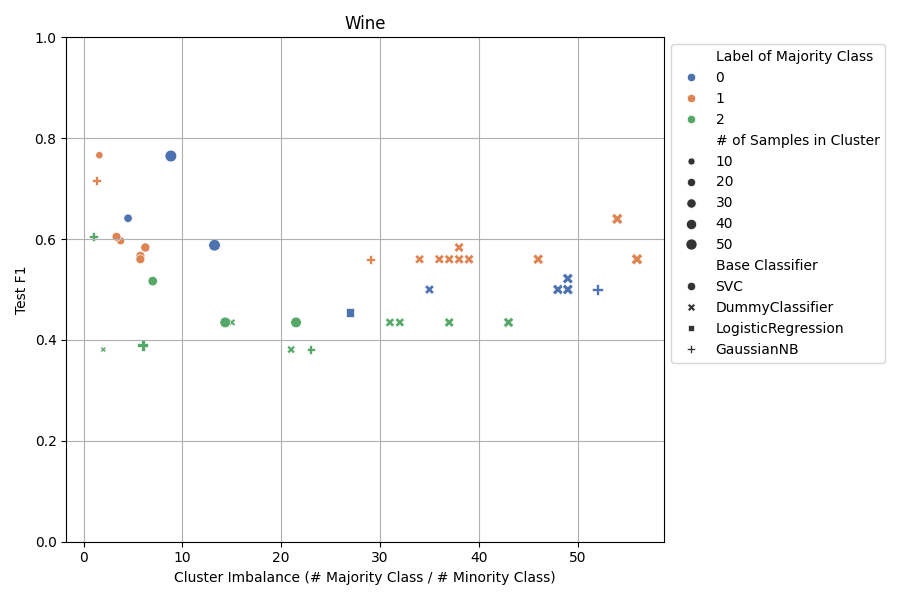 Wine
Test F1
1.0
0.8
0.6
0.4
0.2
0.0
0 10 20 30 40 50
Cluster Imbalance (# Majority Class / # Minority Class)
Label of Majority Class
0
1
2
# of Samples in Cluster
10
20
30
40
50
Base Classifier
SVC
DummyClassifier
LogisticRegression
GaussianNB